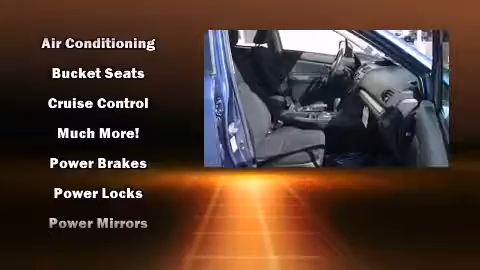 Air Conditioning
Bucket Seats
Cruise Control
Much More!
Power Brakes
Power Locks
Power Mirrors